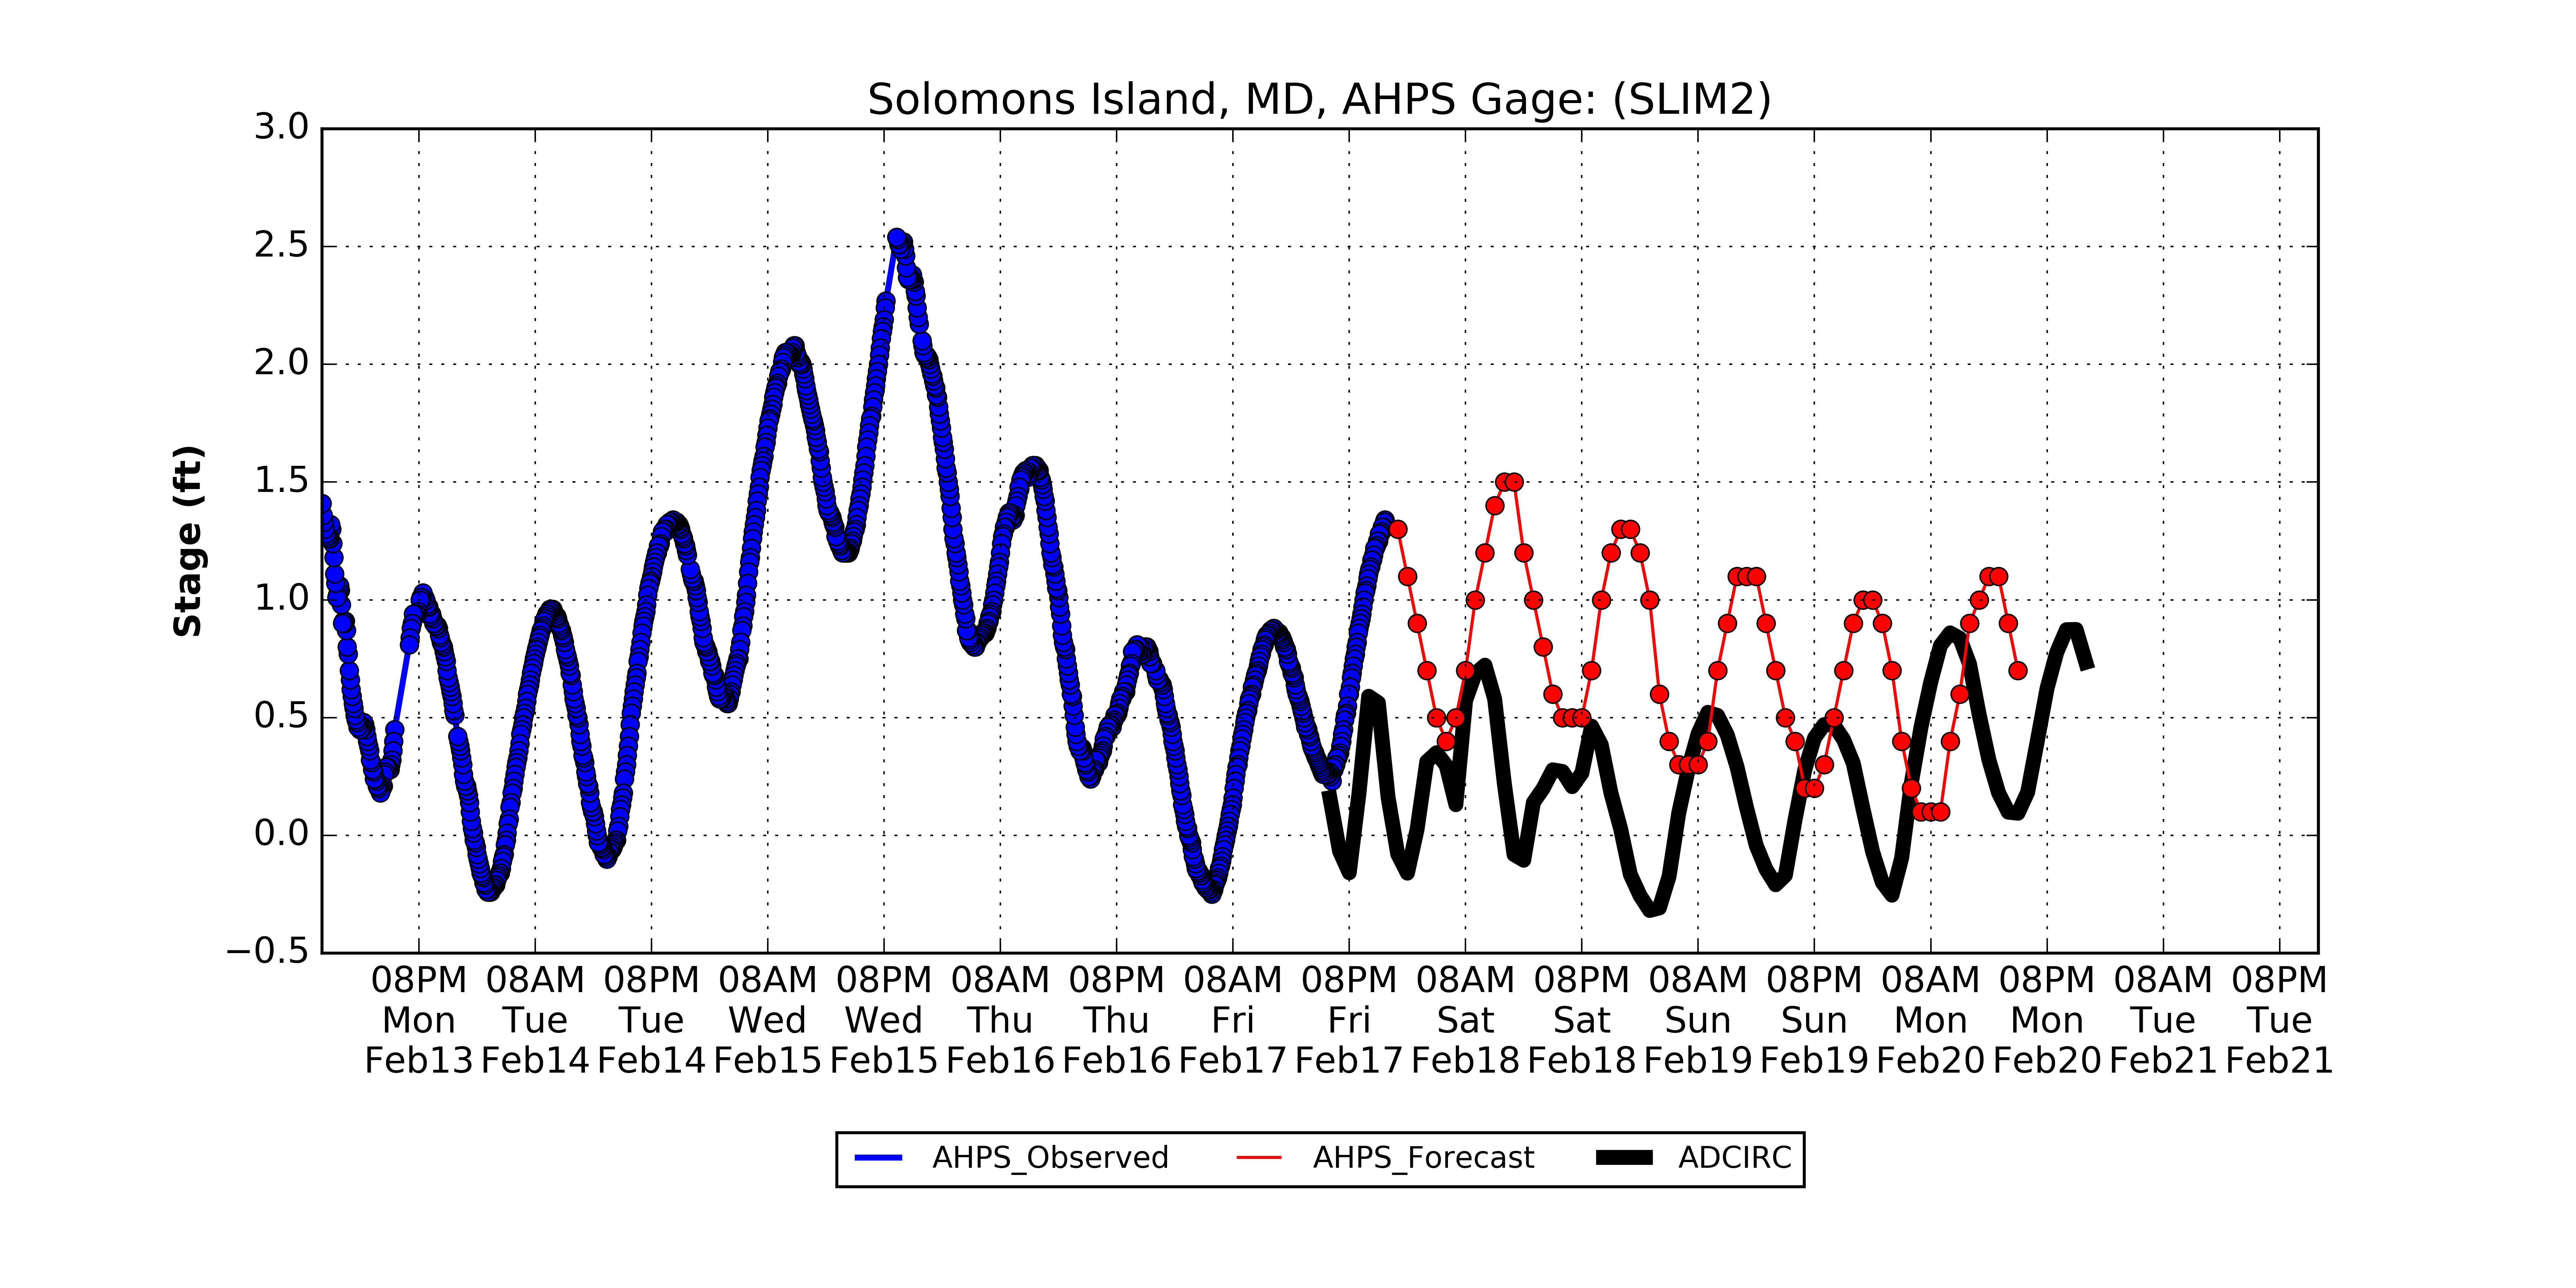 Solomons Island, MD, AHPS Gage: (SLIM2)
Stage (ft)
3.0
2.5
2.0
1.5
1.0
0.5
0.0
−0.5
08PM 08AM 08PM 08AM 08PM 08AM 08PM 08AM 08PM 08AM 08PM 08AM 08PM 08AM 08PM 08AM 08PM
Mon Tue Tue Wed Wed Thu Thu Fri Fri Sat Sat Sun Sun Mon Mon Tue Tue
Feb13 Feb14 Feb14 Feb15 Feb15 Feb16 Feb16 Feb17 Feb17 Feb18 Feb18 Feb19 Feb19 Feb20 Feb20 Feb21 Feb21
AHPS_Observed AHPS_Forecast ADCIRC